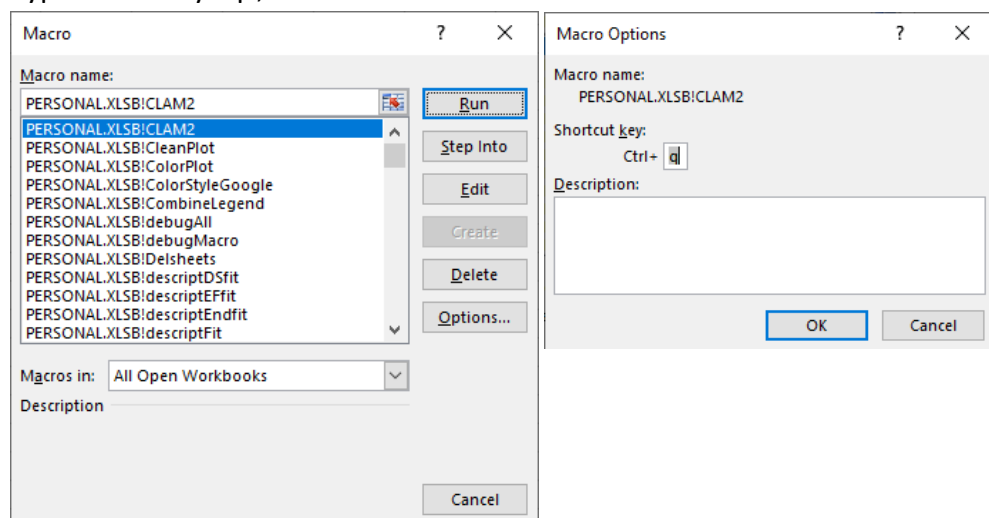 Macro
?
Macro name:
PERSONAL.XLSB!CLAM2
PERSONAL.XLSB!CLAM2
PERSONAL.XLSB!CleanPlot
PERSONAL.XLSB!ColorPlot
PERSONAL.XLSB!ColorStyleGoogle
PERSONAL.XLSB!CombineLegend
PERSONAL.XLSB!debugAll
PERSONAL.XLSB!debugMacro
PERSONAL.XLSB!Delsheets
PERSONAL.XLSB!descriptDSfit
PERSONAL.XLSB!descriptEFfit
PERSONAL.XLSB!descriptEndfit
PERSONAL.XLSB!descriptFit
Run
Step Into
Edit
Create
Delete
Options...
Macros in: All Open Workbooks
Description
Cancel
Macro Options
?
Macro name:
PERSONAL.XLSB!CLAM2
Shortcut key:
Ctrl+ q
Description:
OK Cancel